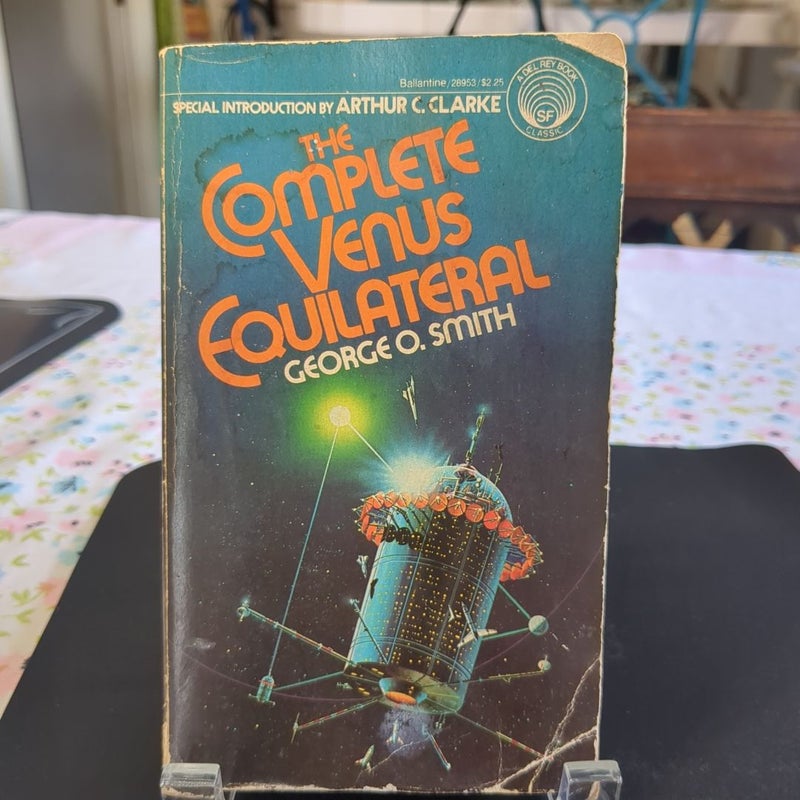 Ballantine/28953/$2.25
SPECIAL INTRODUCTION BY ARTHUR C. CLARKE
A DEL REY BOOK
SF
CLASSIC
THE
COMPLETE
VENUS
EQUILATERAL
GEORGE O. SMITH